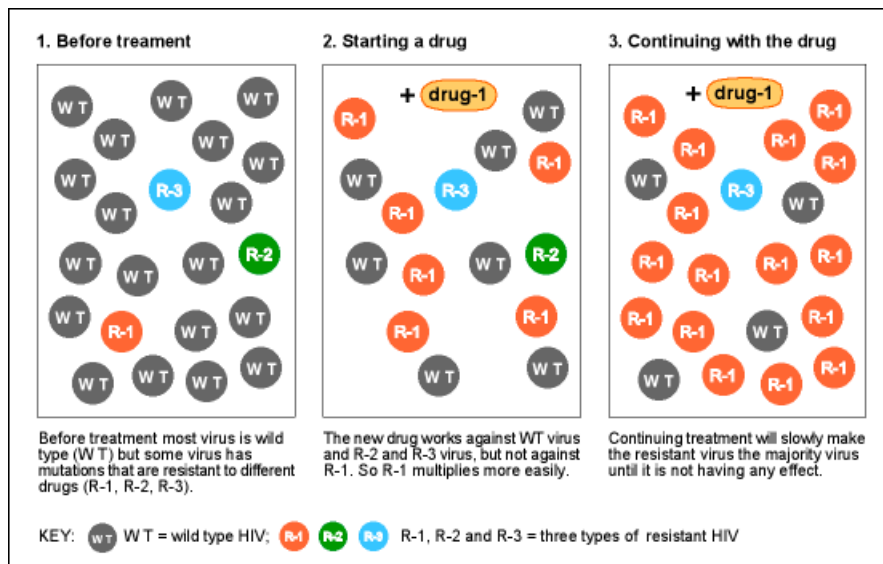 1. Before treament
W T W T W T
W T W T
W T W T
R-3
W T W T
W T W T W T R-2
W T R-1 W T W T
W T W T W T W T
Before treatment most virus is wild
type (W T) but some virus has
mutations that are resistant to different
drugs (R-1, R-2, R-3).
2. Starting a drug
+ drug-1
R-1 W T
W T R-1
W T R-3
R-1
W T R-1 W T R-2
R-1 R-1
W T W T
The new drug works against WT virus
and R-2 and R-3 virus, but not against
R-1. So R-1 multiplies more easily.
3. Continuing with the drug
+ drug-1
R-1 R-1
R-1 R-1 R-1
W T R-3 W T
R-1
R-1 R-1 R-1 R-1
R-1 R-1 W T R-1
W T R-1 R-1 R-1
Continuing treatment will slowly make
the resistant virus the majority virus
until it is not having any effect.
KEY: W T W T = wild type HIV; R-1 R-2 R-3 R-1, R-2 and R-3 = three types of resistant HIV